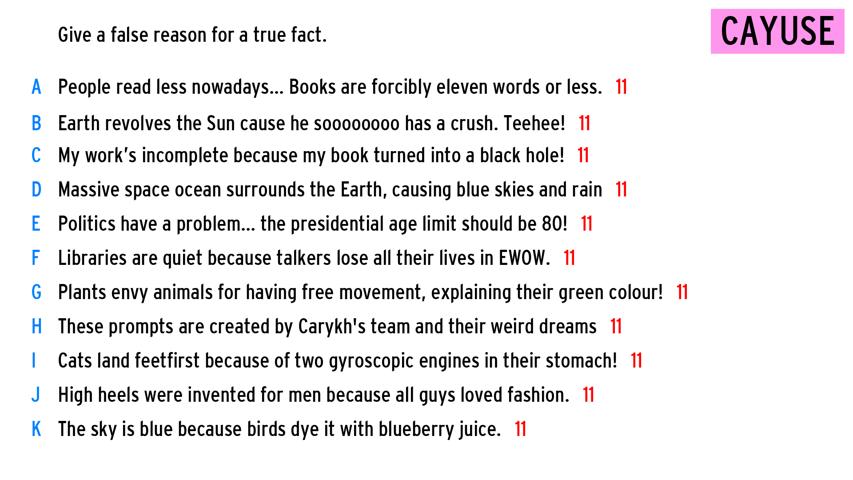 Give a false reason for a true fact.
CAYUSE
A People read less nowadays... Books are forcibly eleven words or less. 11
B Earth revolves the Sun cause he soooooooo has a crush. Teehee! 11
C My work's incomplete because my book turned into a black hole! 11
D Massive space ocean surrounds the Earth, causing blue skies and rain 11
E Politics have a problem... the presidential age limit should be 80! 11
F Libraries are quiet because talkers lose all their lives in EWOW. 11
G Plants envy animals for having free movement, explaining their green colour! 11
H These prompts are created by Carykh's team and their weird dreams 11
I Cats land feetfirst because of two gyroscopic engines in their stomach! 11
J High heels were invented for men because all guys loved fashion. 11
K The sky is blue because birds dye it with blueberry juice. 11